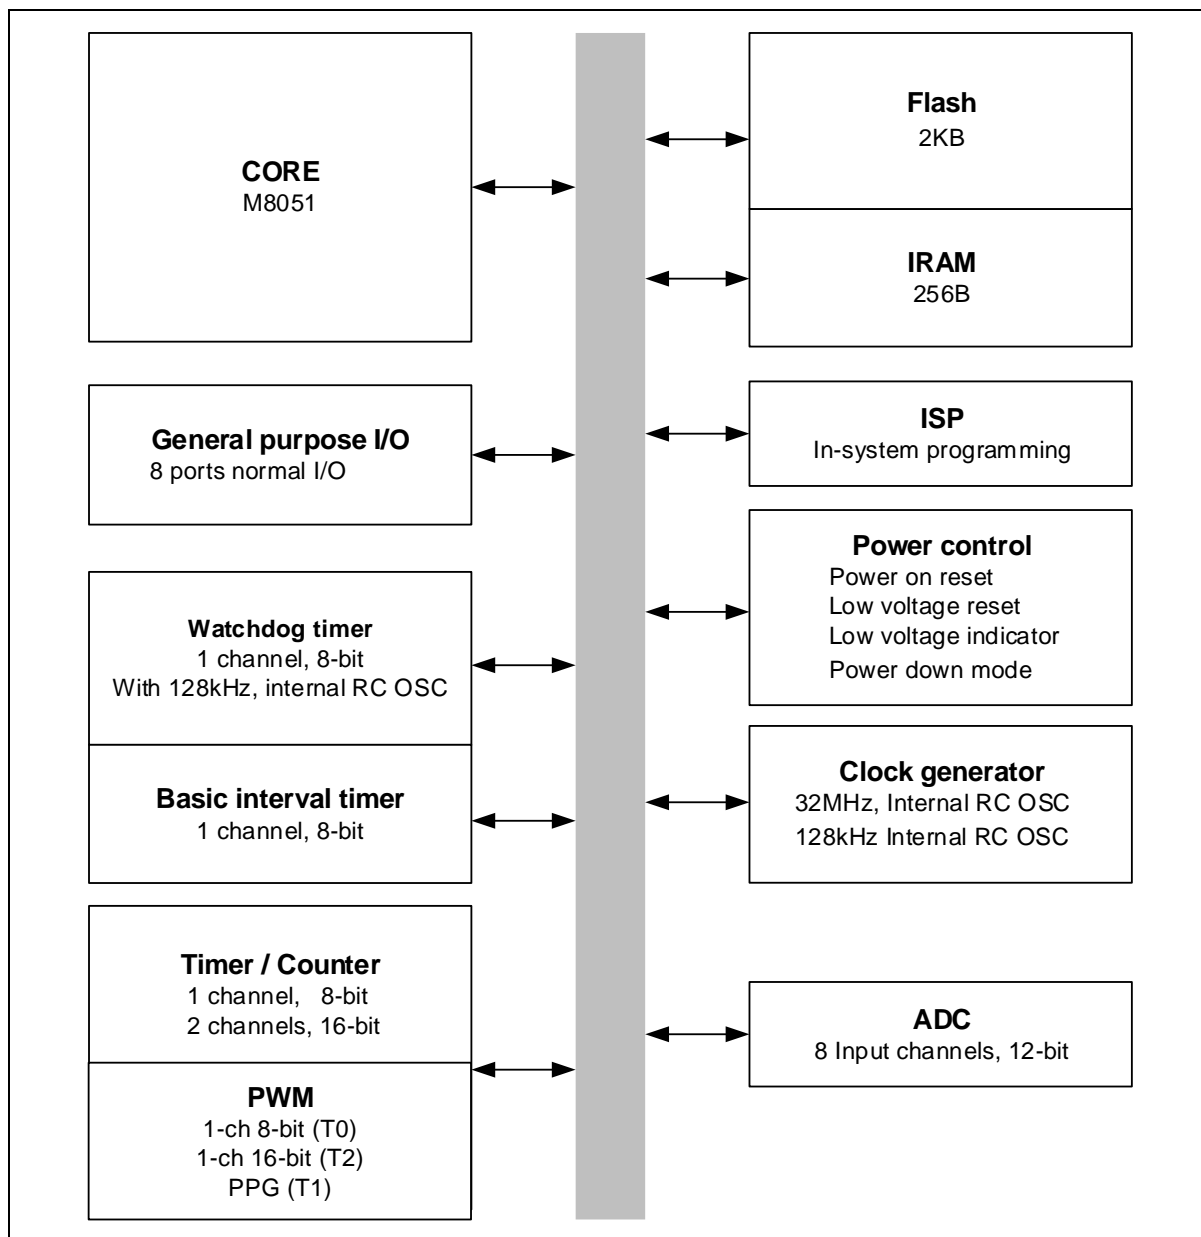 CORE
M8051
General purpose I/O
8 ports normal I/O
Watchdog timer
1 channel, 8-bit
With 128kHz, internal RC OSC
Basic interval timer
1 channel, 8-bit
Timer / Counter
1 channel, 8-bit
2 channels, 16-bit
PWM
1-ch 8-bit (T0)
1-ch 16-bit (T2)
PPG (T1)
Flash
2KB
IRAM
256B
ISP
In-system programming
Power control
Power on reset
Low voltage reset
Low voltage indicator
Power down mode
Clock generator
32MHz, Internal RC OSC
128kHz Internal RC OSC
ADC
8 Input channels, 12-bit